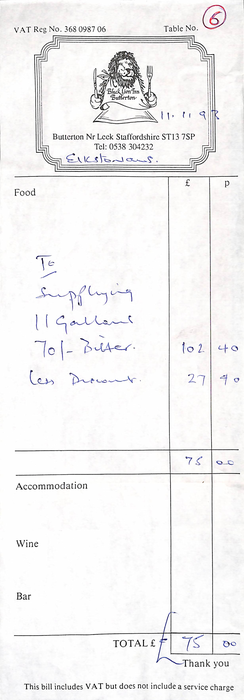 VAT Reg No. 368 0987 06 Table No. 6
Black Lion Inn
Butterton
11.11.93
Butterton Nr Leek Staffordshire ST13 7SP
Tel: 0538 304232
Elkstonians.
£ p
Food
To
Supplying
11 Gallons
70/- Bitter. 102 40
less Discount. 27 40
75 00
Accommodation
Wine
Bar
TOTAL £ 75 00
Thank you
This bill includes VAT but does not include a service charge